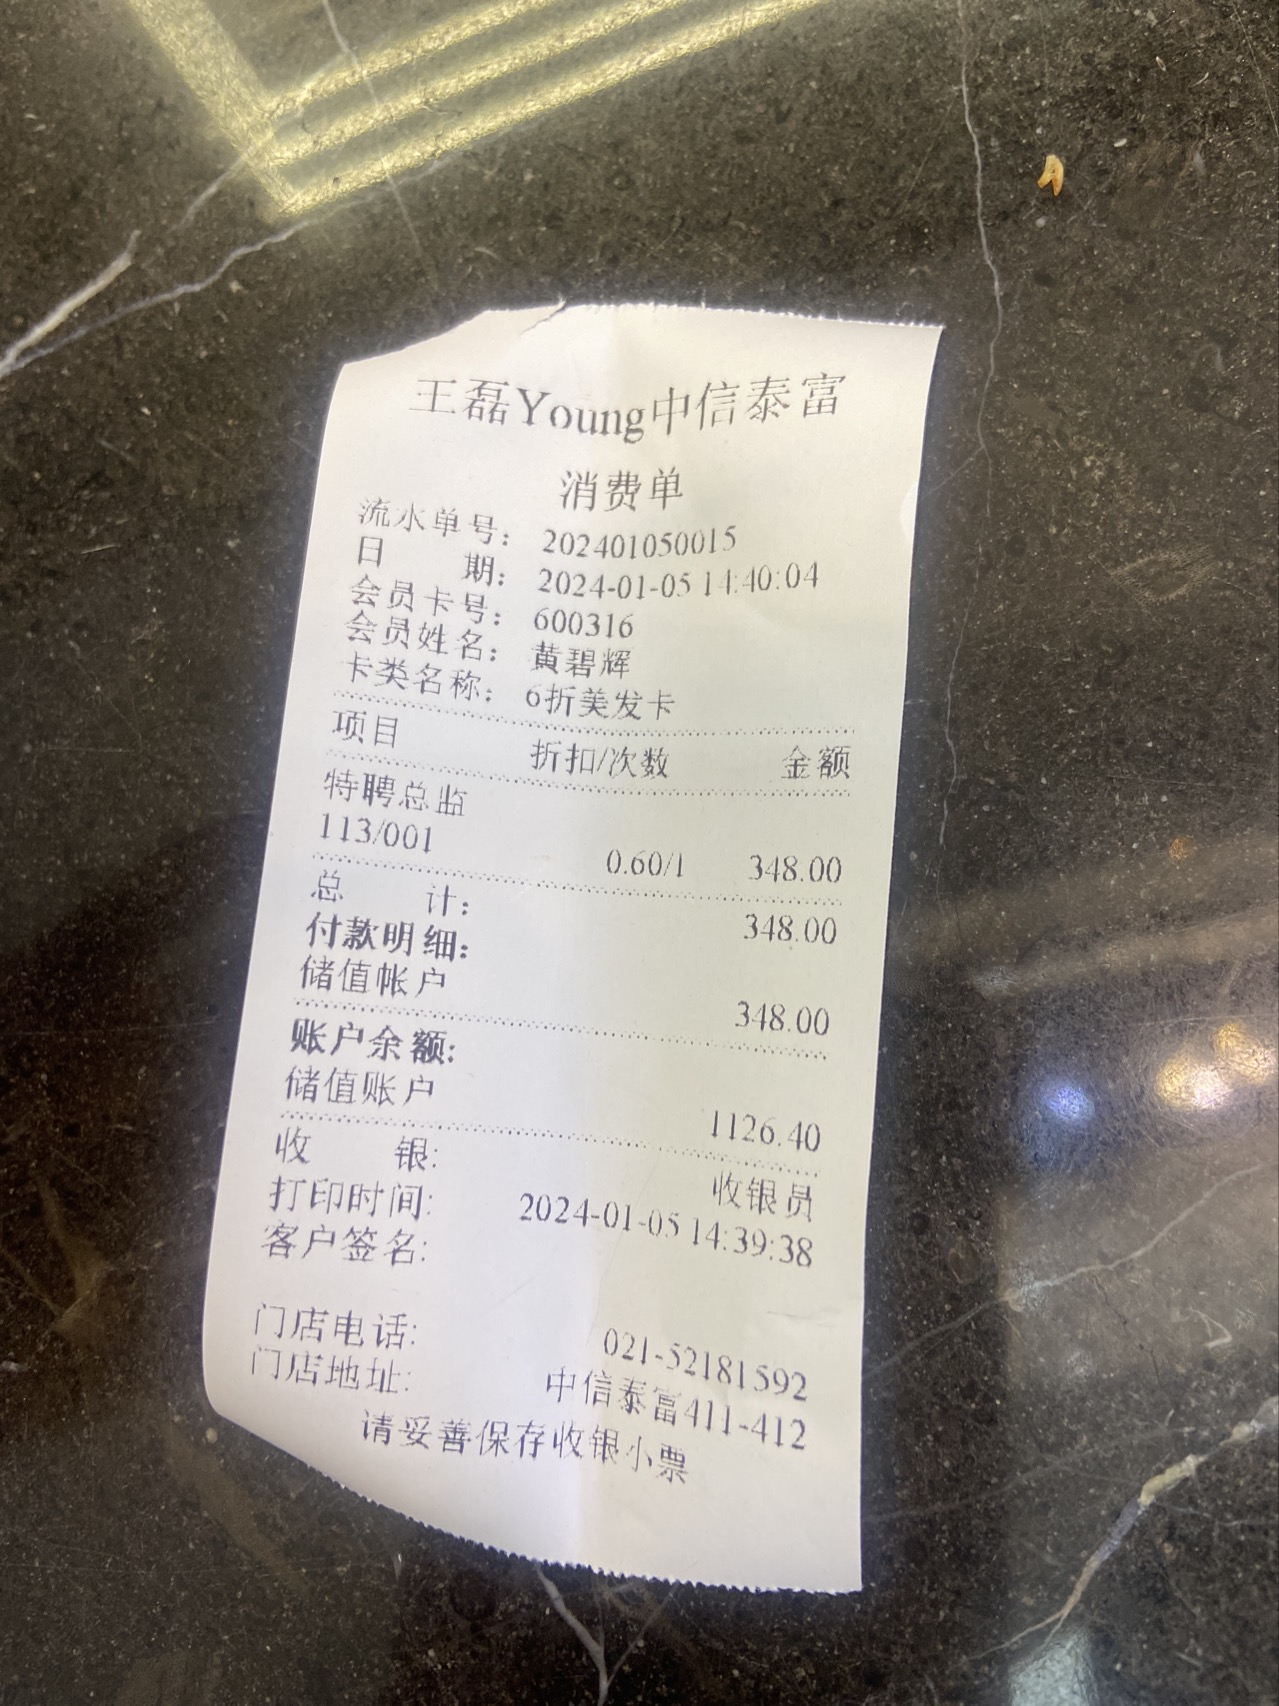 王磊Young中信泰富
消费单
流水单号： 202401050015
日 期： 2024-01-05 14:40:04
会员卡号： 600316
会员姓名： 黄碧辉
卡类名称： 6折美发卡
项目 折扣/次数 金额
特聘总监
113/001 0.60/1 348.00
总 计： 348.00
付款明细：
储值帐户 348.00
账户余额:
储值账户 1126.40
收 银: 收银员
打印时间: 2024-01-05 14:39:38
客户签名:
门店电话: 021-52181592
门店地址: 中信泰富411-412
请妥善保存收银小票